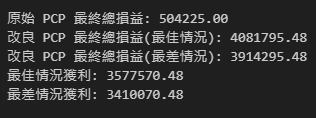 原始 PCP 最終總損益: 504225.00
改良 PCP 最終總損益(最佳情況): 4081795.48
改良 PCP 最終總損益(最差情況): 3914295.48
最佳情況獲利: 3577570.48
最差情況獲利: 3410070.48